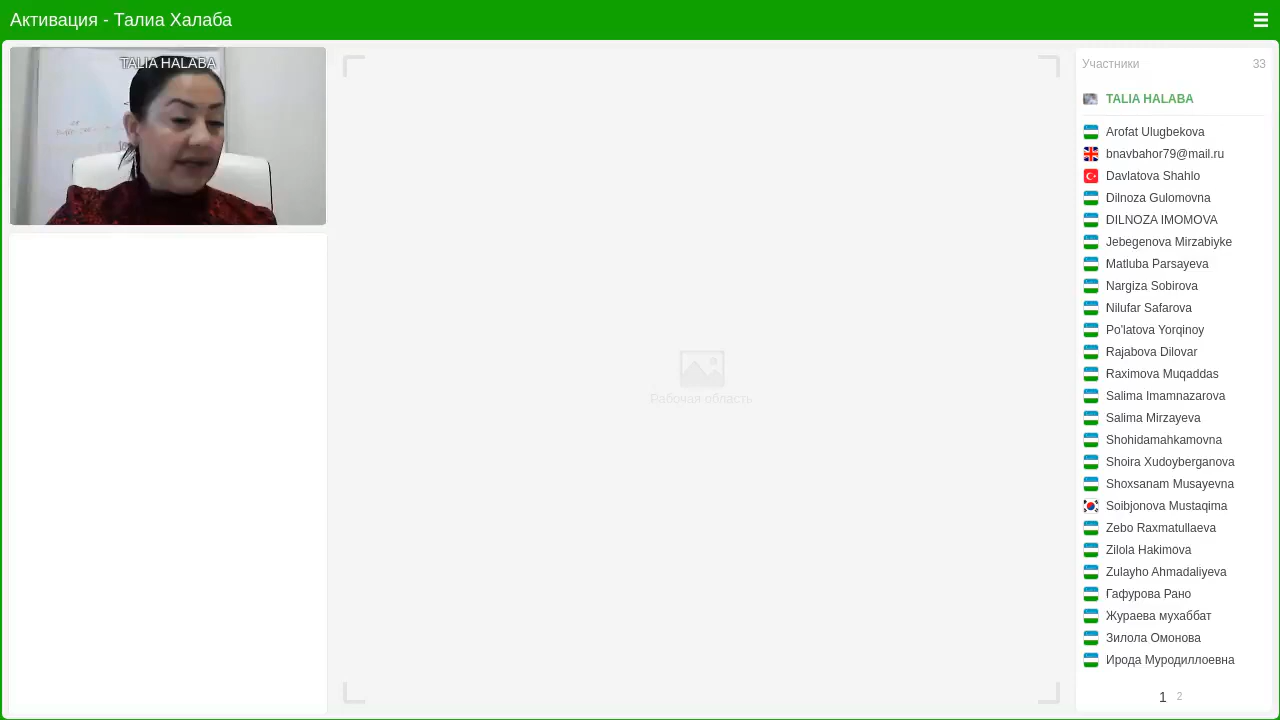 Активация - Талиа Халаба
TALIA HALABA
Рабочая область
Участники 33
TALIA HALABA
Arofat Ulugbekova
bnavbahor79@mail.ru
Davlatova Shahlo
Dilnoza Gulomovna
DILNOZA IMOMOVA
Jebegenova Mirzabiyke
Matluba Parsayeva
Nargiza Sobirova
Nilufar Safarova
Po'latova Yorqinoy
Rajabova Dilovar
Raximova Muqaddas
Salima Imamnazarova
Salima Mirzayeva
Shohidamahkamovna
Shoira Xudoyberganova
Shoxsanam Musayevna
Soibjonova Mustaqima
Zebo Raxmatullaeva
Zilola Hakimova
Zulayho Ahmadaliyeva
Гафурова Рано
Жураева мухаббат
Зилола Омонова
Ирода Муродиллоевна
1 2